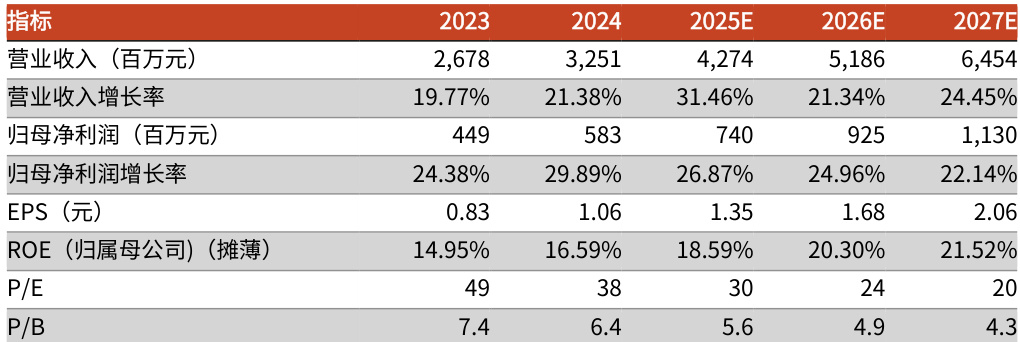 指标 2023 2024 2025E 2026E 2027E
营业收入（百万元） 2,678 3,251 4,274 5,186 6,454
营业收入增长率 19.77% 21.38% 31.46% 21.34% 24.45%
归母净利润（百万元） 449 583 740 925 1,130
归母净利润增长率 24.38% 29.89% 26.87% 24.96% 22.14%
EPS（元） 0.83 1.06 1.35 1.68 2.06
ROE（归属母公司)（摊薄） 14.95% 16.59% 18.59% 20.30% 21.52%
P/E 49 38 30 24 20
P/B 7.4 6.4 5.6 4.9 4.3